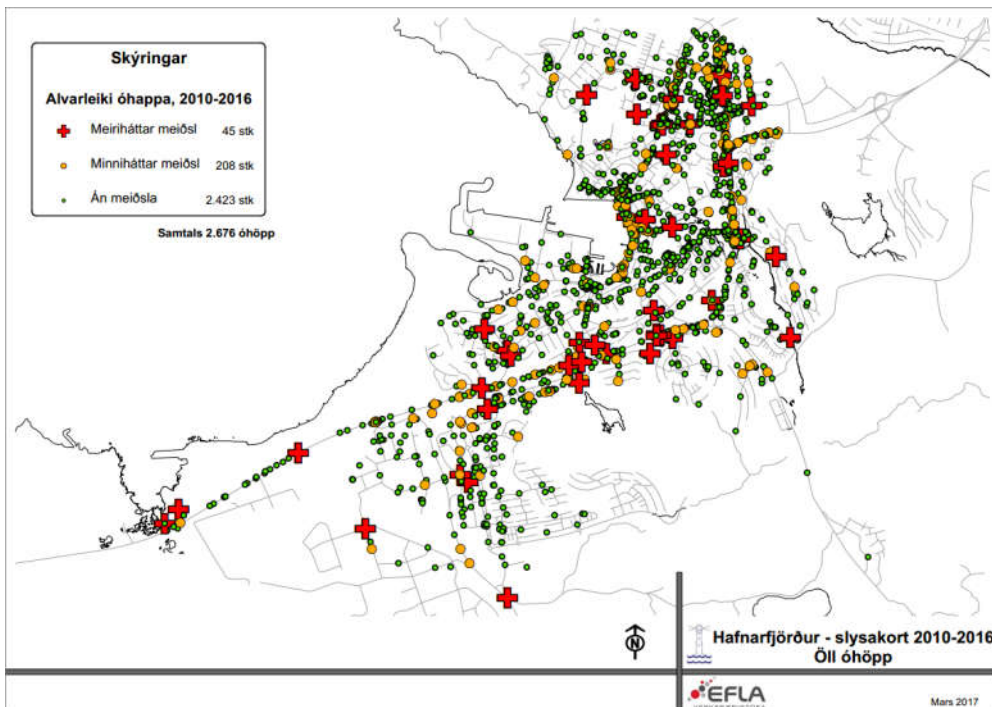 Skýringar
Alvarleiki óhappa, 2010-2016
Meiriháttar meiðsl 45 stk
Minniháttar meiðsl 208 stk
Án meiðsla 2.423 stk
Samtals 2.676 óhöpp
N
Hafnarfjörður - slysakort 2010-2016
Öll óhöpp
EFLA
Mars 2017